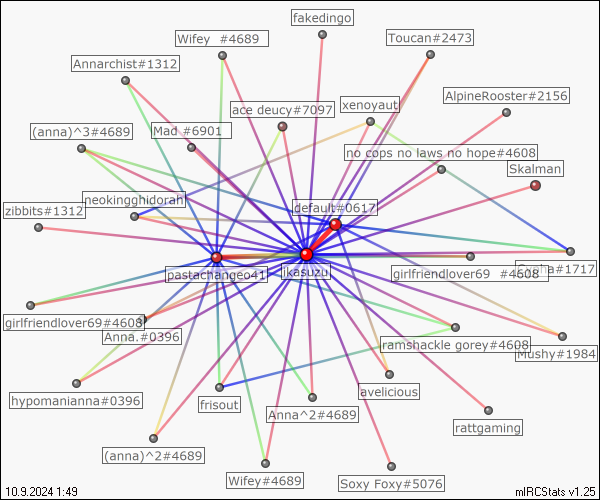 fakedingo
Wifey #4689
Toucan#2473
Annarchist#1312
AlpineRooster#2156
ace deucy#7097
xenoyaut
(anna)^3#4689
Mad #6901
no cops no laws no hope#4608
Skalman
neokingghidorah
default#0617
zibbits#1312
pastachangeo41
ikasuzu
girlfriendlover69 #4608
#1717
girlfriendlover69#4608
Anna.#0396
ramshackle gorey#4608
Mushy#1984
hypomanianna#0396
frisout
avelicious
Anna^2#4689
rattgaming
(anna)^2#4689
Wifey#4689
Soxy Foxy#5076
10.9.2024 1:49
mIRCStats v1.25